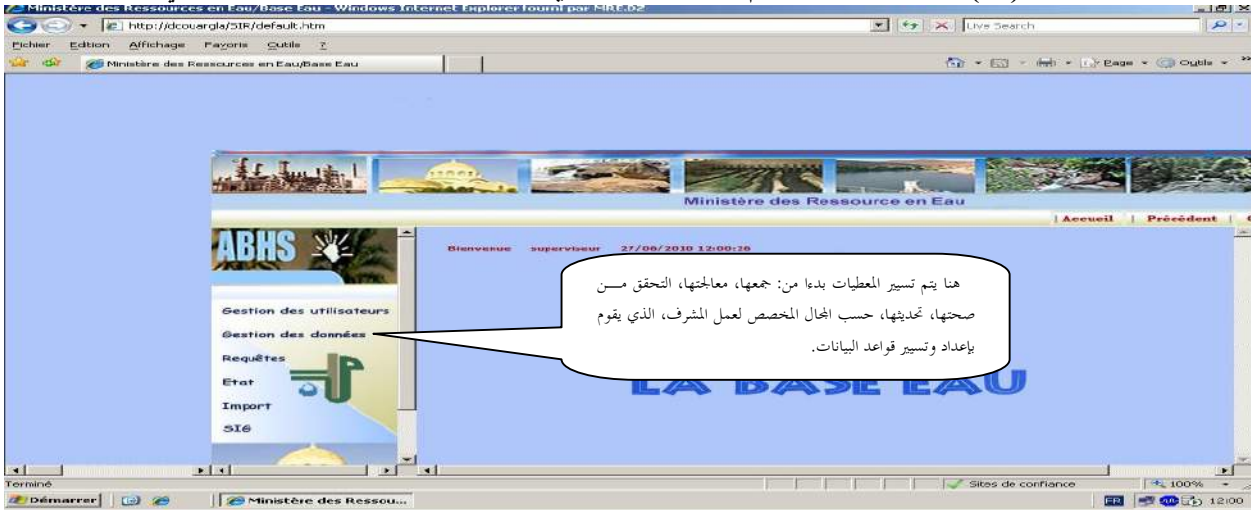 Ministère des Ressources en Eau/Base Eau - Windows Internet Explorer fourni par MRE.D2
http://dcouargla/SIR/default.htm
Live Search
Fichier Edition Affichage Favoris Outils ?
Ministère des Ressources en Eau/Base Eau
Page Outils
Ministère des Ressource en Eau
| Accueil | Précédent |
ABHS
Bienvenue superviseur 27/06/2010 12:00:26
هنا يتم تسيير المعطيات بدءا من: جمعها، معالجتها، التحقق مـــن
صحتها، تحديثها، حسب المجال المخصص لعمل المشرف، الذي يقوم
بإعداد وتسيير قواعد البيانات.
Gestion des utilisateurs
Gestion des données
Requêtes
Etat
Import
SIG
LA BASE EAU
Terminé
Sites de confiance
100%
Démarrer
Ministère des Ressou...
FR
12:00